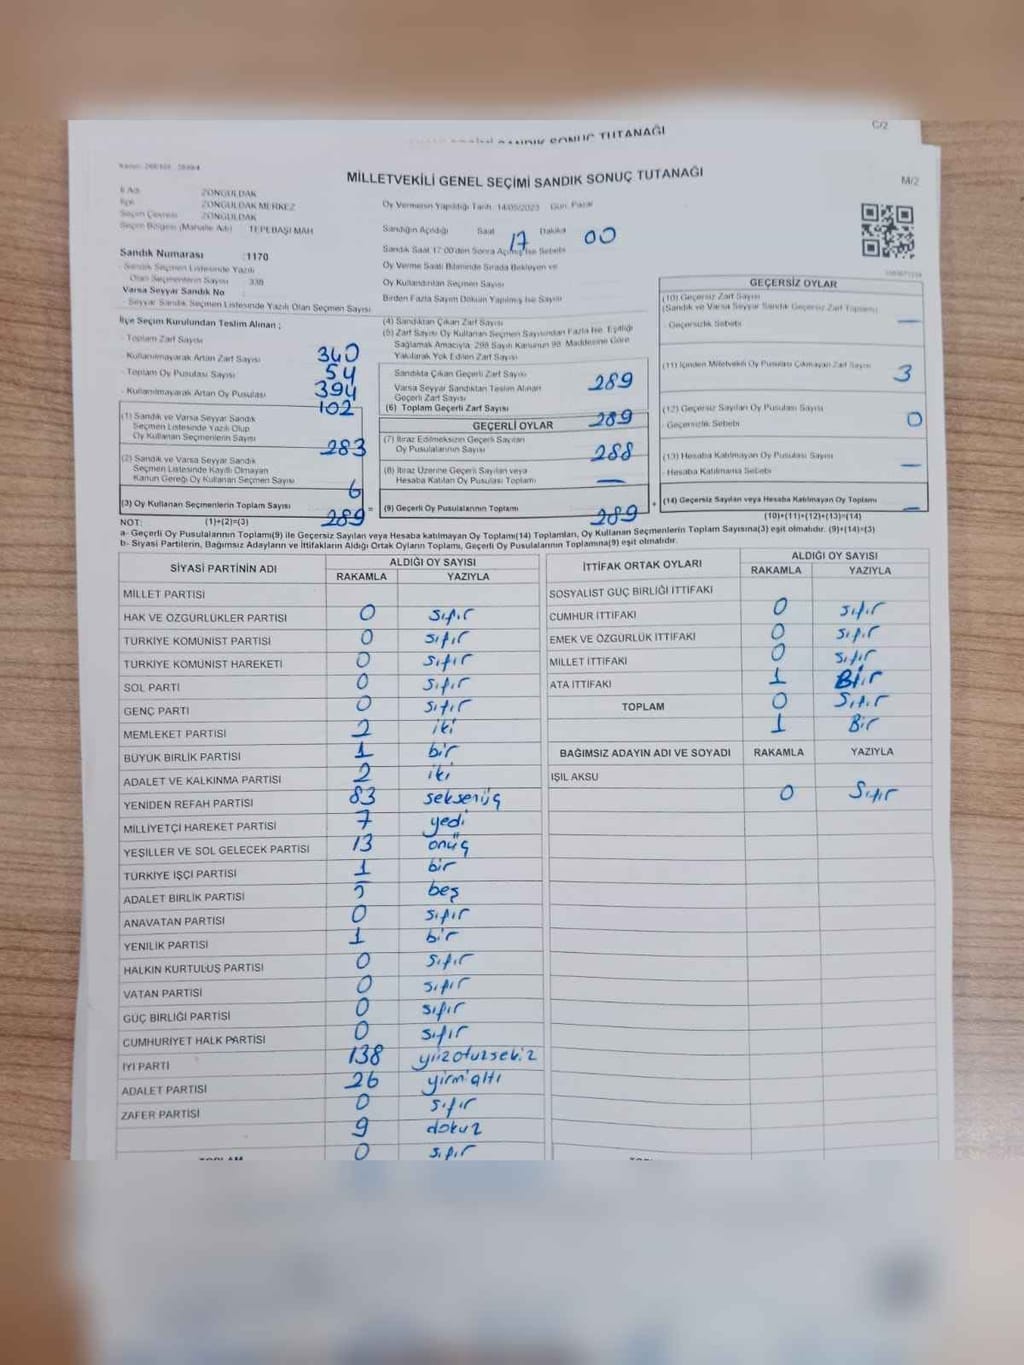 SANDIK SONUÇ TUTANAĞI
C/2
MİLLETVEKİLİ GENEL SEÇİMİ SANDIK SONUÇ TUTANAĞI
M/2
İl Adı ZONGULDAK
İlçe ZONGULDAK MERKEZ
Seçim Çevresi ZONGULDAK
Seçim Bölgesi (Mahalle Adı) TEPEBAŞI MAH
Oy Vermenin Yapıldığı Tarih 14/05/2023 Gün Pazar
Sandığın Açıldığı Saat 17 Dakika 00
Sandık Saat 17:00'den Sonra Açılmış İse Sebebi
Oy Verme Saati Bitiminde Sırada Bekleyen ve
Oy Kullandırılan Seçmen Sayısı
Birden Fazla Sayım Döküm Yapılmış İse Sayısı
Sandık Numarası :1170
Sandık Seçmen Listesinde Yazılı
Olan Seçmenlerin Sayısı 338
Varsa Seyyar Sandık No
Seyyar Sandık Seçmen Listesinde Yazılı Olan Seçmen Sayısı
İlçe Seçim Kurulundan Teslim Alınan ;
Toplam Zarf Sayısı 340
Kullanılmayarak Artan Zarf Sayısı 54
Toplam Oy Pusulası Sayısı 394
Kullanılmayarak Artan Oy Pusulası 102
(1) Sandık ve Varsa Seyyar Sandık
Seçmen Listesinde Yazılı Olup
Oy Kullanan Seçmenlerin Sayısı 283
(2) Sandık ve Varsa Seyyar Sandık
Seçmen Listesinde Kayıtlı Olmayan
Kanun Gereği Oy Kullanan Seçmen Sayısı 6
(3) Oy Kullanan Seçmenlerin Toplam Sayısı 289 =
(1)+(2)=(3)
(4) Sandıktan Çıkan Zarf Sayısı
(5) Zarf Sayısı Oy Kullanan Seçmen Sayısından Fazla İse, Eşitliği
Sağlamak Amacıyla, 298 Sayılı Kanunun 98. Maddesine Göre
Yakılarak Yok Edilen Zarf Sayısı
Sandıkta Çıkan Geçerli Zarf Sayısı 289
Varsa Seyyar Sandıktan Teslim Alınan
Geçerli Zarf Sayısı
(6) Toplam Geçerli Zarf Sayısı 289
GEÇERLİ OYLAR
(7) İtiraz Edilmeksizin Geçerli Sayılan
Oy Pusulalarının Sayısı 288
(8) İtiraz Üzerine Geçerli Sayılan veya
Hesaba Katılan Oy Pusulası Toplamı —
(9) Geçerli Oy Pusulalarının Toplamı 289 +
GEÇERSİZ OYLAR
(10) Geçersiz Zarf Sayısı
(Sandık ve Varsa Seyyar Sandık Geçersiz Zarf Toplamı)
Geçersizlik Sebebi —
(11) İçinden Milletvekili Oy Pusulası Çıkmayan Zarf Sayısı 3
(12) Geçersiz Sayılan Oy Pusulası Sayısı 0
Geçersizlik Sebebi
(13) Hesaba Katılmayan Oy Pusulası Sayısı —
Hesaba Katılmama Sebebi
(14) Geçersiz Sayılan veya Hesaba Katılmayan Oy Toplamı —
(10)+(11)+(12)+(13)=(14)
NOT:
a- Geçerli Oy Pusulalarının Toplamı(9) ile Geçersiz Sayılan veya Hesaba katılmayan Oy Toplamı(14) Toplamları, Oy Kullanan Seçmenlerin Toplam Sayısına(3) eşit olmalıdır. (9)+(14)=(3)
b- Siyasi Partilerin, Bağımsız Adayların ve İttifakların Aldığı Ortak Oyların Toplamı, Geçerli Oy Pusulalarının Toplamına(9) eşit olmalıdır.
SİYASİ PARTİNİN ADI ALDIĞI OY SAYISI
RAKAMLA YAZIYLA
MİLLET PARTİSİ
HAK VE ÖZGÜRLÜKLER PARTİSİ 0 sıfır
TÜRKİYE KOMÜNİST PARTİSİ 0 sıfır
TÜRKİYE KOMÜNİST HAREKETİ 0 sıfır
SOL PARTİ 0 sıfır
GENÇ PARTİ 0 sıfır
MEMLEKET PARTİSİ 2 iki
BÜYÜK BİRLİK PARTİSİ 1 bir
ADALET VE KALKINMA PARTİSİ 2 iki
YENİDEN REFAH PARTİSİ 83 seksenüç
MİLLİYETÇİ HAREKET PARTİSİ 7 yedi
YEŞİLLER VE SOL GELECEK PARTİSİ 13 onüç
TÜRKİYE İŞÇİ PARTİSİ 1 bir
ADALET BİRLİK PARTİSİ 5 beş
ANAVATAN PARTİSİ 0 sıfır
YENİLİK PARTİSİ 1 bir
HALKIN KURTULUŞ PARTİSİ 0 sıfır
VATAN PARTİSİ 0 sıfır
GÜÇ BİRLİĞİ PARTİSİ 0 sıfır
CUMHURİYET HALK PARTİSİ 0 sıfır
İYİ PARTİ 138 yüzotuzsekiz
ADALET PARTİSİ 26 yirmialtı
ZAFER PARTİSİ 0 sıfır
9 dokuz
0 sıfır
İTTİFAK ORTAK OYLARI ALDIĞI OY SAYISI
RAKAMLA YAZIYLA
SOSYALİST GÜÇ BİRLİĞİ İTTİFAKI
CUMHUR İTTİFAKI 0 sıfır
EMEK VE ÖZGÜRLÜK İTTİFAKI 0 sıfır
MİLLET İTTİFAKI 0 sıfır
ATA İTTİFAKI 1 Bir
TOPLAM 0 Sıfır
1 Bir
BAĞIMSIZ ADAYIN ADI VE SOYADI RAKAMLA YAZIYLA
IŞIL AKSU
0 Sıfır